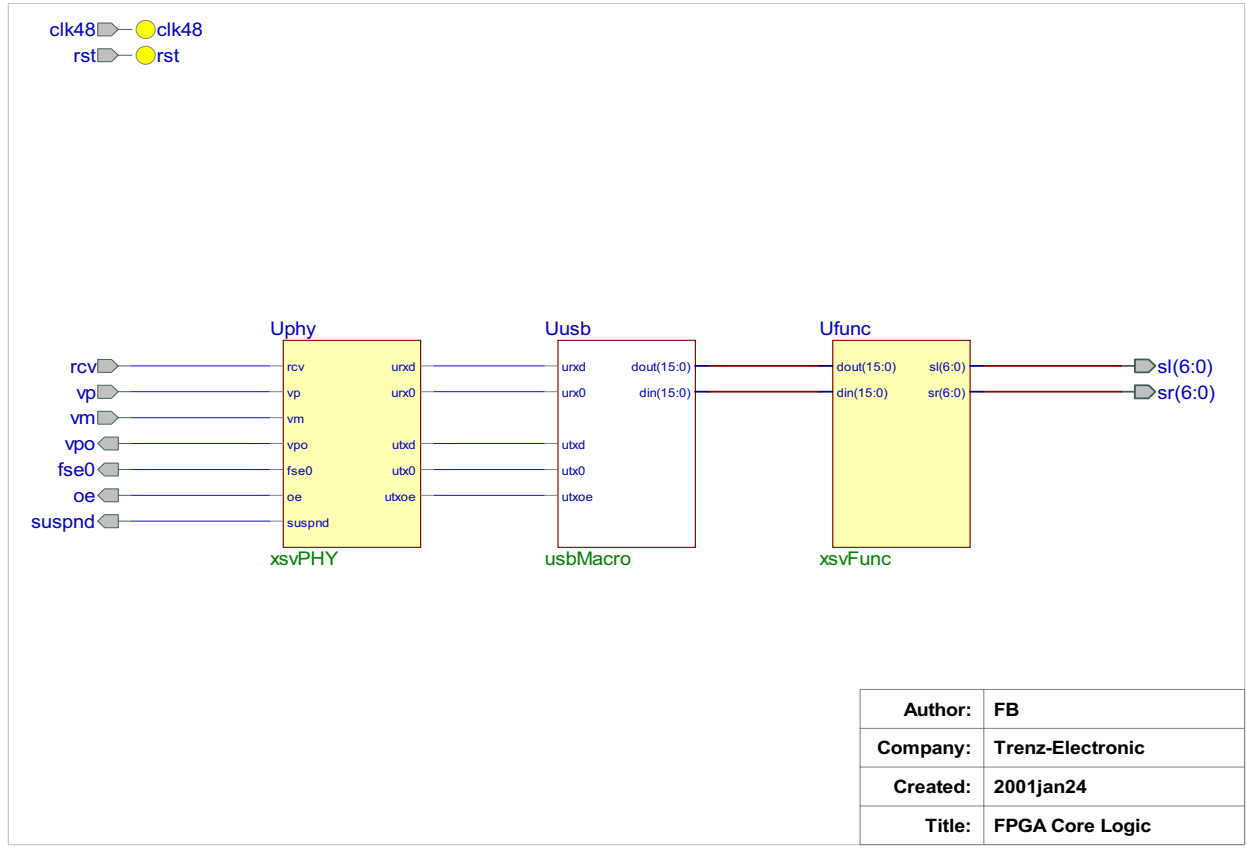 clk48 clk48
rst rst
Uphy Uusb Ufunc
rcv rcv urxd urxd dout(15:0) dout(15:0) sl(6:0) sl(6:0)
vp vp urx0 urx0 din(15:0) din(15:0) sr(6:0) sr(6:0)
vm vm
vpo vpo utxd utxd
fse0 fse0 utx0 utx0
oe oe utxoe utxoe
suspnd suspnd
xsvPHY usbMacro xsvFunc
Author: FB
Company: Trenz-Electronic
Created: 2001jan24
Title: FPGA Core Logic